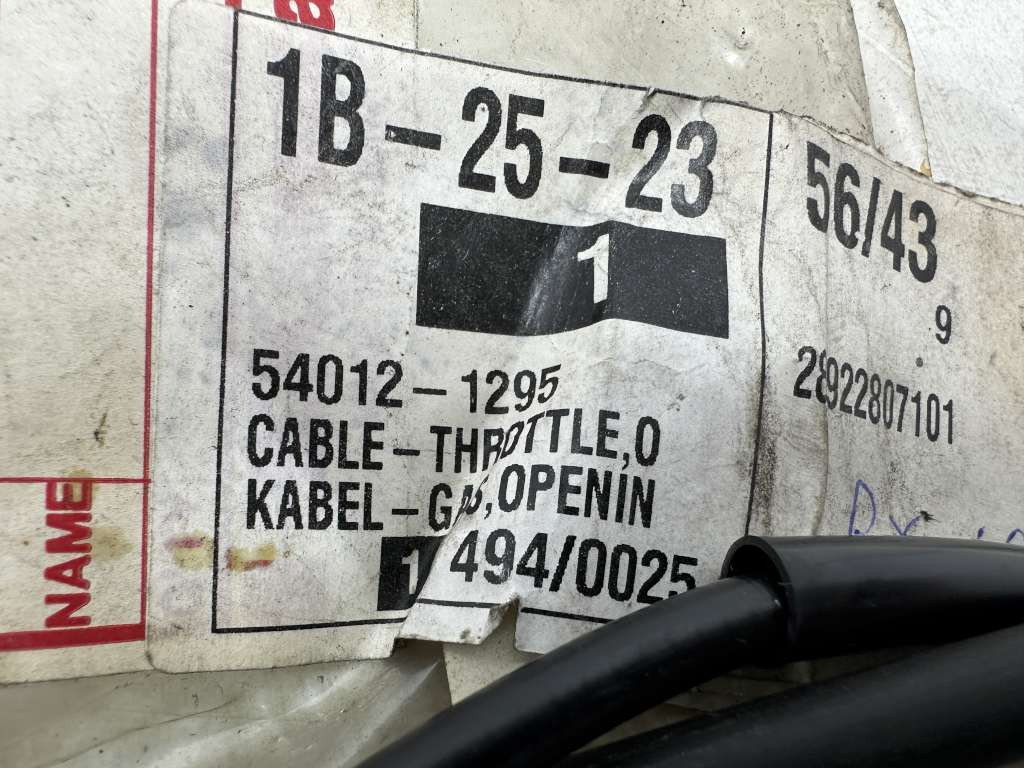 1B-25-23
1
54012-1295
CABLE-THROTTLE,O
KABEL-GAS,OPENIN
1 494/0025
56/43
9
28922807101
NAME